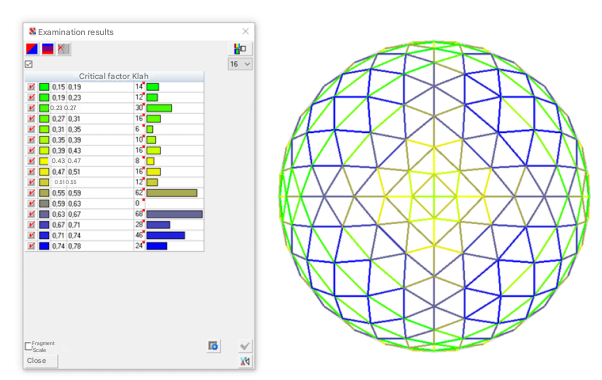 Examination results
16
Critical factor Klah
0,15 0,19 14
0,19 0,23 12
0.23 0.27 30
0,27 0,31 16
0,31 0,35 6
0,35 0,39 10
0,39 0,43 16
0.43 0.47 8
0,47 0,51 16
0.51 0.55 12
0,55 0,59 62
0,59 0,63 0
0,63 0,67 68
0,67 0,71 28
0,71 0,74 46
0,74 0,78 24
Fragment
Scale
Close